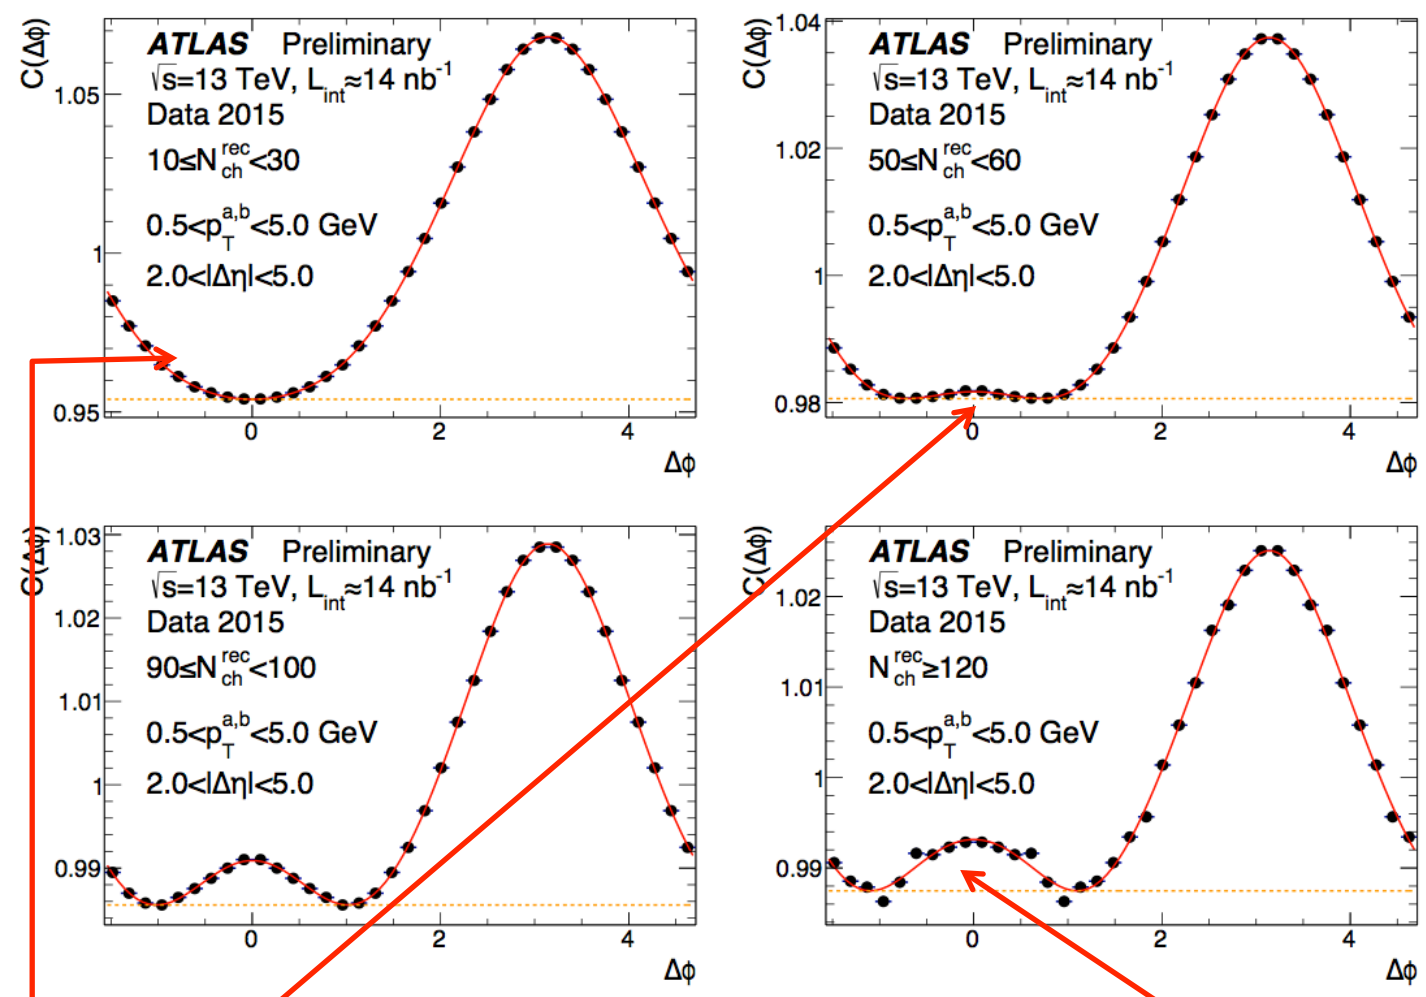 C(Δϕ)
ATLAS Preliminary
√s=13 TeV, L_int≈14 nb⁻¹
Data 2015
10≤N_ch^rec<30
0.5<p_T^a,b<5.0 GeV
2.0<|Δη|<5.0
1.05
1
0.95
0 2 4
Δϕ
C(Δϕ)
ATLAS Preliminary
√s=13 TeV, L_int≈14 nb⁻¹
Data 2015
50≤N_ch^rec<60
0.5<p_T^a,b<5.0 GeV
2.0<|Δη|<5.0
1.04
1.02
1
0.98
0 2 4
Δϕ
C(Δϕ)
ATLAS Preliminary
√s=13 TeV, L_int≈14 nb⁻¹
Data 2015
90≤N_ch^rec<100
0.5<p_T^a,b<5.0 GeV
2.0<|Δη|<5.0
1.03
1.02
1.01
1
0.99
0 2 4
Δϕ
C(Δϕ)
ATLAS Preliminary
√s=13 TeV, L_int≈14 nb⁻¹
Data 2015
N_ch^rec≥120
0.5<p_T^a,b<5.0 GeV
2.0<|Δη|<5.0
1.02
1.01
1
0.99
0 2 4
Δϕ